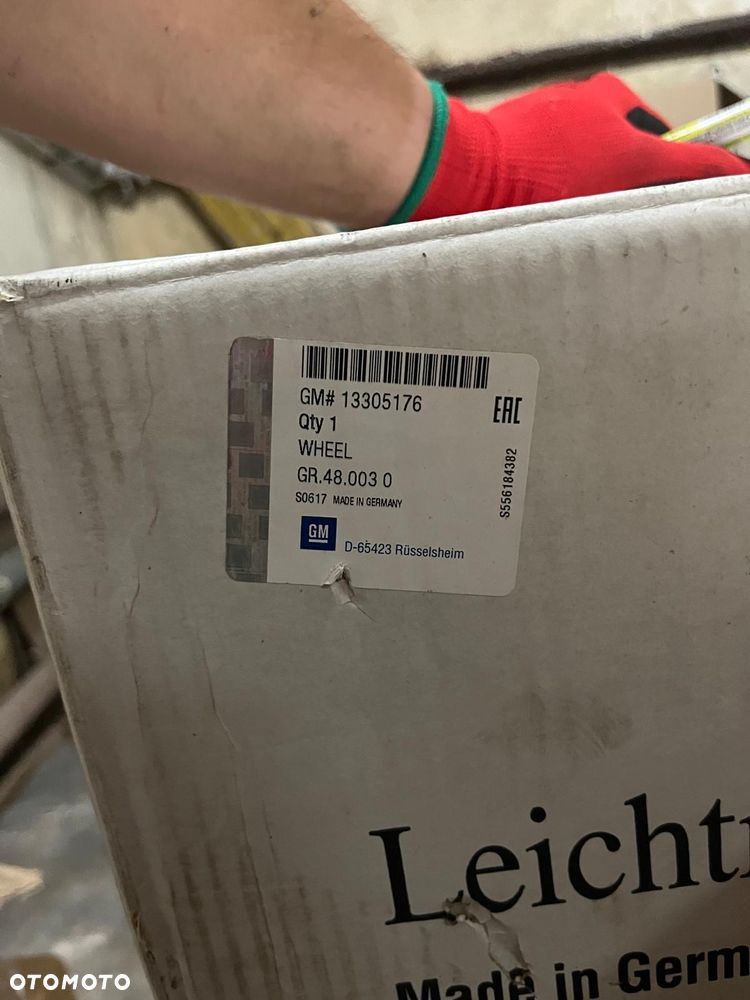 GM# 13305176
Qty 1
WHEEL
GR.48.003 0
S0617 MADE IN GERMANY
GM
D-65423 Rüsselsheim
EAC
S556184382
Leicht
Made in Germ
OTOMOTO